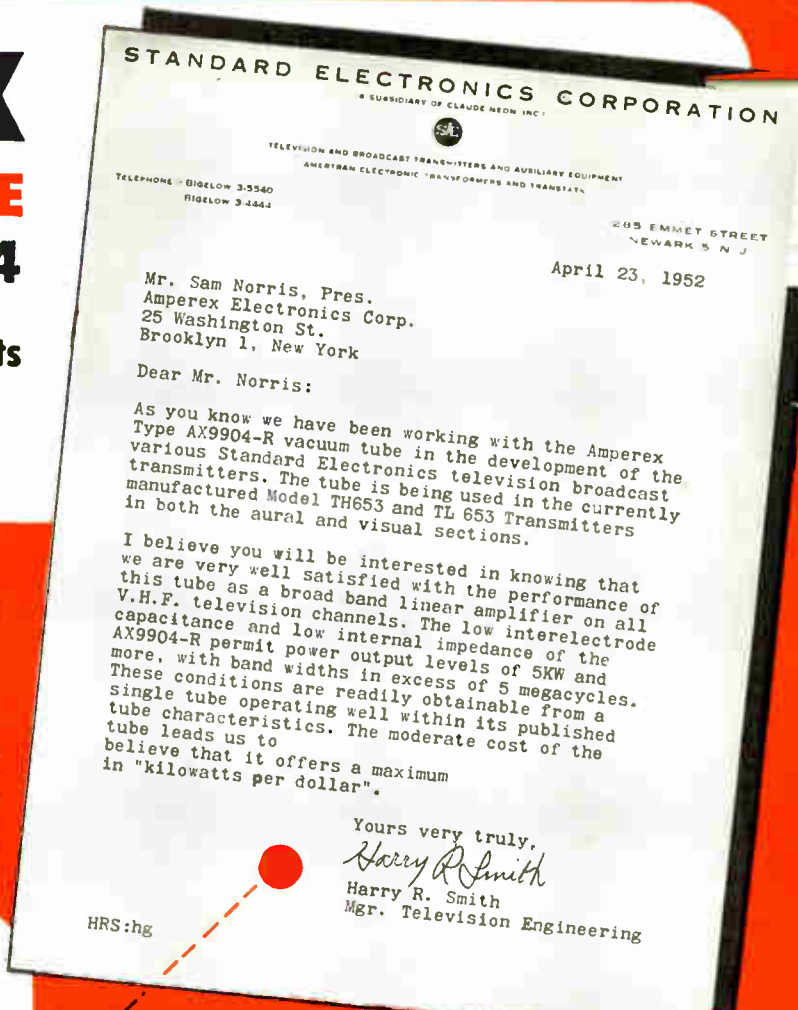 X
E
4
ts
STANDARD ELECTRONICS CORPORATION
A SUBSIDIARY OF CLAUDE NEON INC.
S/E
TELEVISION AND BROADCAST TRANSMITTERS AND AUXILIARY EQUIPMENT
AMERTRAN ELECTRONIC TRANSFORMERS AND TRANSTATS
TELEPHONE BIGELOW 3-5540
BIGELOW 3-4444
285 EMMET STREET
NEWARK 5 N J
April 23, 1952
Mr. Sam Norris, Pres.
Amperex Electronics Corp.
25 Washington St.
Brooklyn 1, New York
Dear Mr. Norris:
As you know we have been working with the Amperex
Type AX9904-R vacuum tube in the development of the
various Standard Electronics television broadcast
transmitters. The tube is being used in the currently
manufactured Model TH653 and TL 653 Transmitters
in both the aural and visual sections.
I believe you will be interested in knowing that
we are very well satisfied with the performance of
this tube as a broad band linear amplifier on all
V.H.F. television channels. The low interelectrode
capacitance and low internal impedance of the
AX9904-R permit power output levels of 5KW and
more, with band widths in excess of 5 megacycles.
These conditions are readily obtainable from a
single tube operating well within its published
tube characteristics. The moderate cost of the
tube leads us to
believe that it offers a maximum
in "kilowatts per dollar".
Yours very truly,
Harry R Smith
Harry R. Smith
Mgr. Television Engineering
HRS:hg